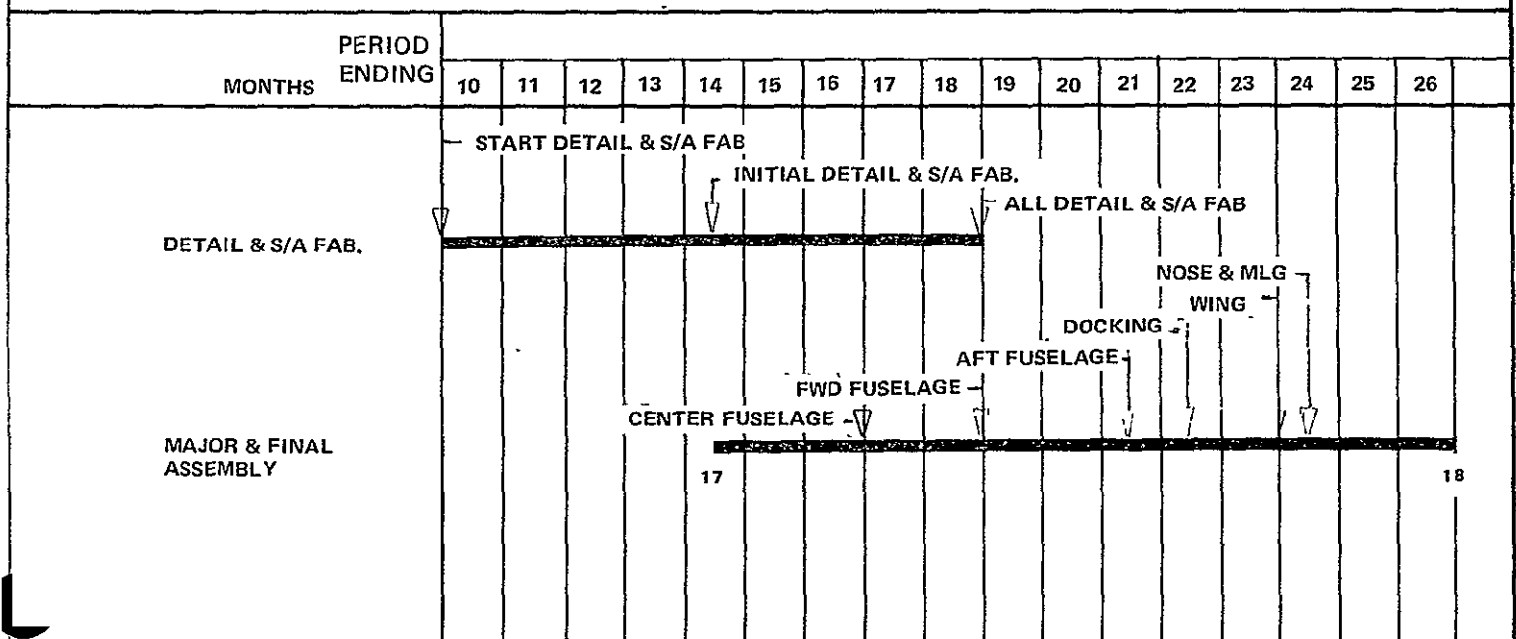 PERIOD
MONTHS ENDING 10 11 12 13 14 15 16 17 18 19 20 21 22 23 24 25 26
START DETAIL & S/A FAB
INITIAL DETAIL & S/A FAB.
ALL DETAIL & S/A FAB
DETAIL & S/A FAB.
NOSE & MLG
WING
DOCKING
AFT FUSELAGE
FWD FUSELAGE
CENTER FUSELAGE
MAJOR & FINAL
ASSEMBLY
17 18